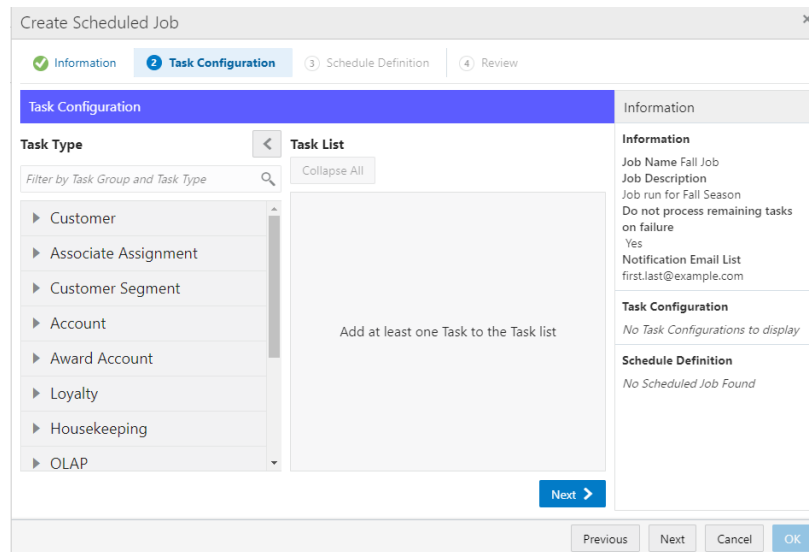 Create Scheduled Job
Information
2 Task Configuration
3 Schedule Definition
4 Review
Task Configuration
Task Type
Filter by Task Group and Task Type
Customer
Associate Assignment
Customer Segment
Account
Award Account
Loyalty
Housekeeping
OLAP
Task List
Collapse All
Add at least one Task to the Task list
Next
Information
Information
Job Name Fall Job
Job Description
Job run for Fall Season
Do not process remaining tasks
on failure
Yes
Notification Email List
first.last@example.com
Task Configuration
No Task Configurations to display
Schedule Definition
No Scheduled Job Found
Previous
Next
Cancel
OK